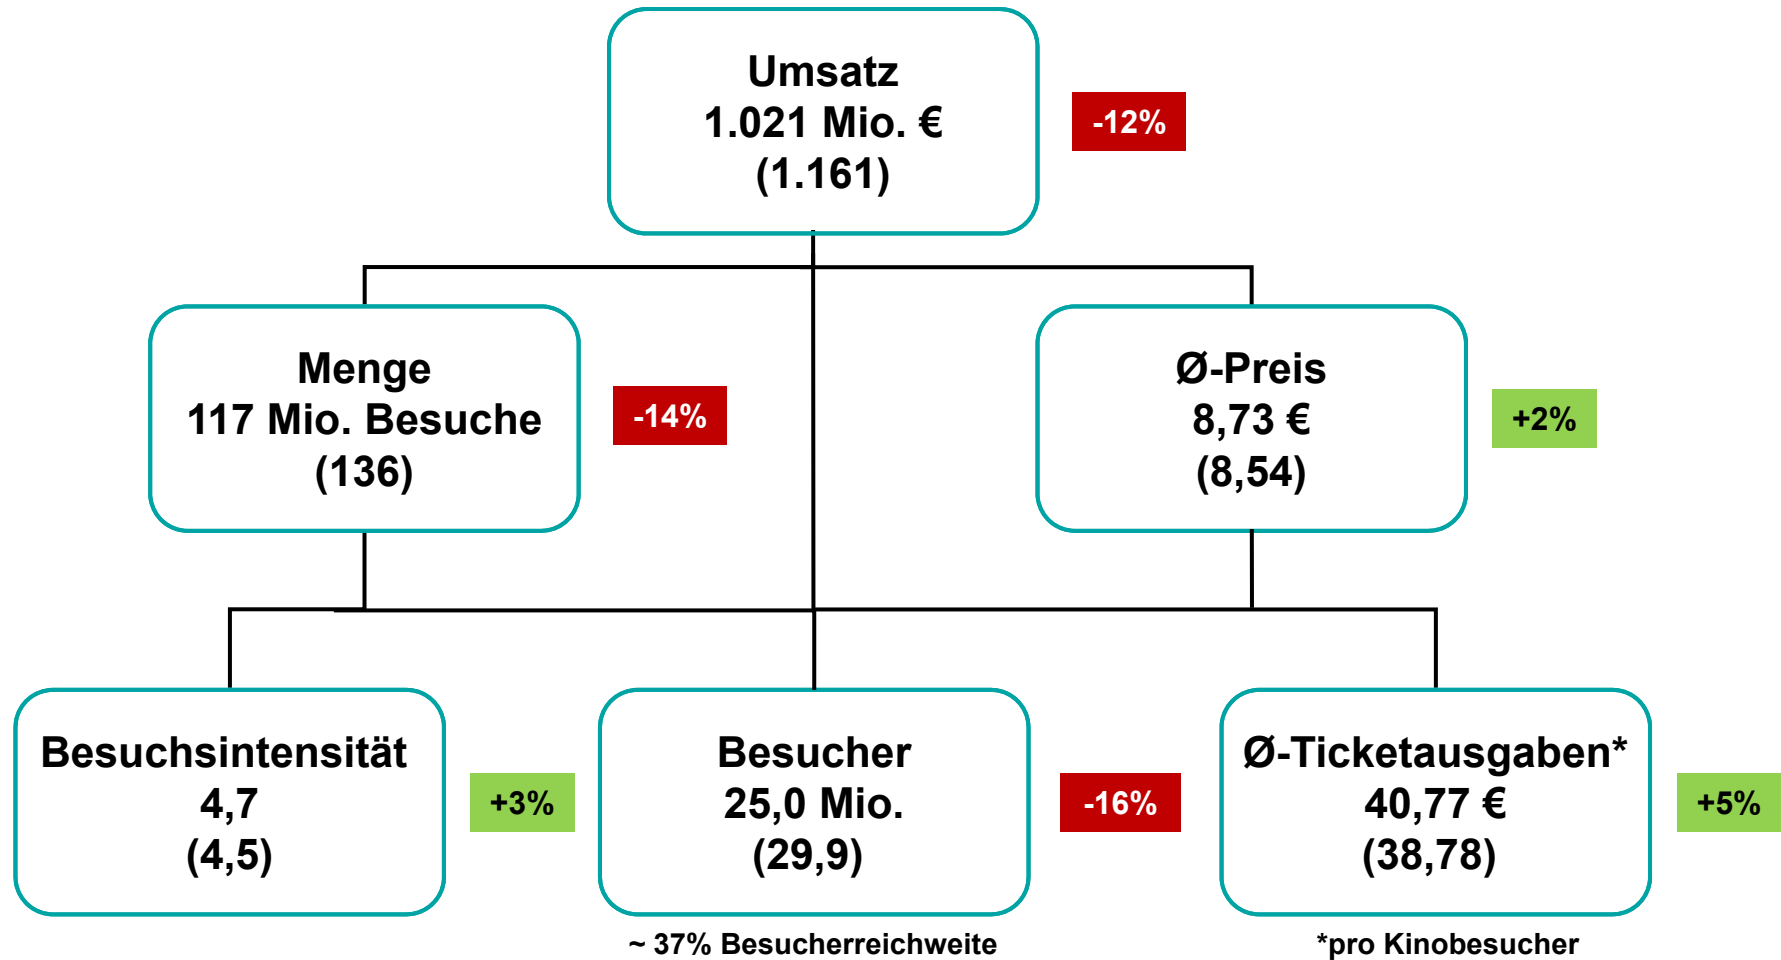 Umsatz
1.021 Mio. €
(1.161)
-12%
Menge
117 Mio. Besuche
(136)
-14%
Ø-Preis
8,73 €
(8,54)
+2%
Besuchsintensität
4,7
(4,5)
+3%
Besucher
25,0 Mio.
(29,9)
-16%
Ø-Ticketausgaben*
40,77 €
(38,78)
+5%
~ 37% Besucherreichweite
*pro Kinobesucher